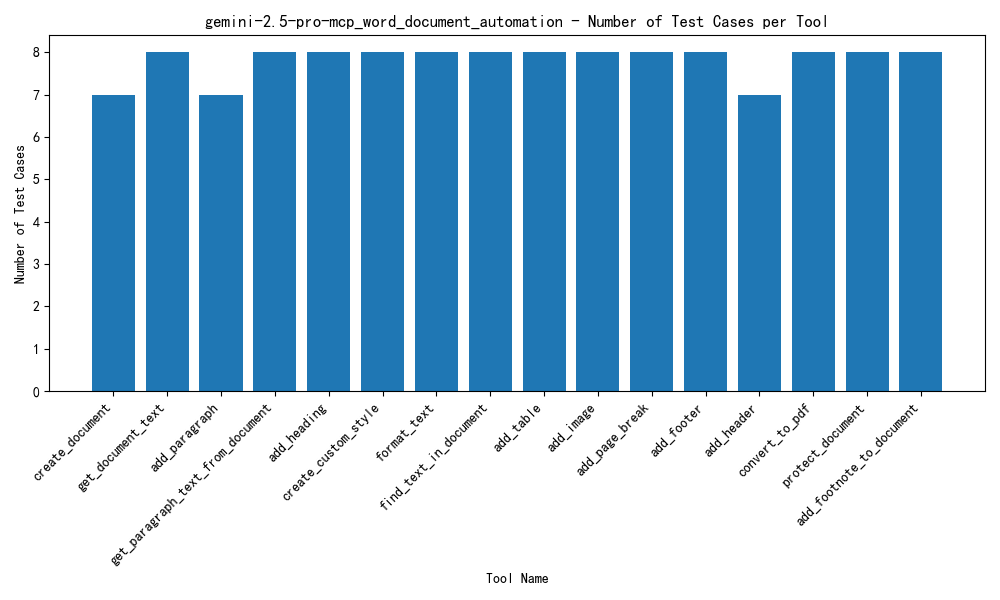 gemini-2.5-pro-mcp_word_document_automation - Number of Test Cases per Tool
Number of Test Cases
8
7
6
5
4
3
2
1
0
create_document
get_document_text
add_paragraph
get_paragraph_text_from_document
add_heading
create_custom_style
format_text
find_text_in_document
add_table
add_image
add_page_break
add_footer
add_header
convert_to_pdf
protect_document
add_footnote_to_document
Tool Name